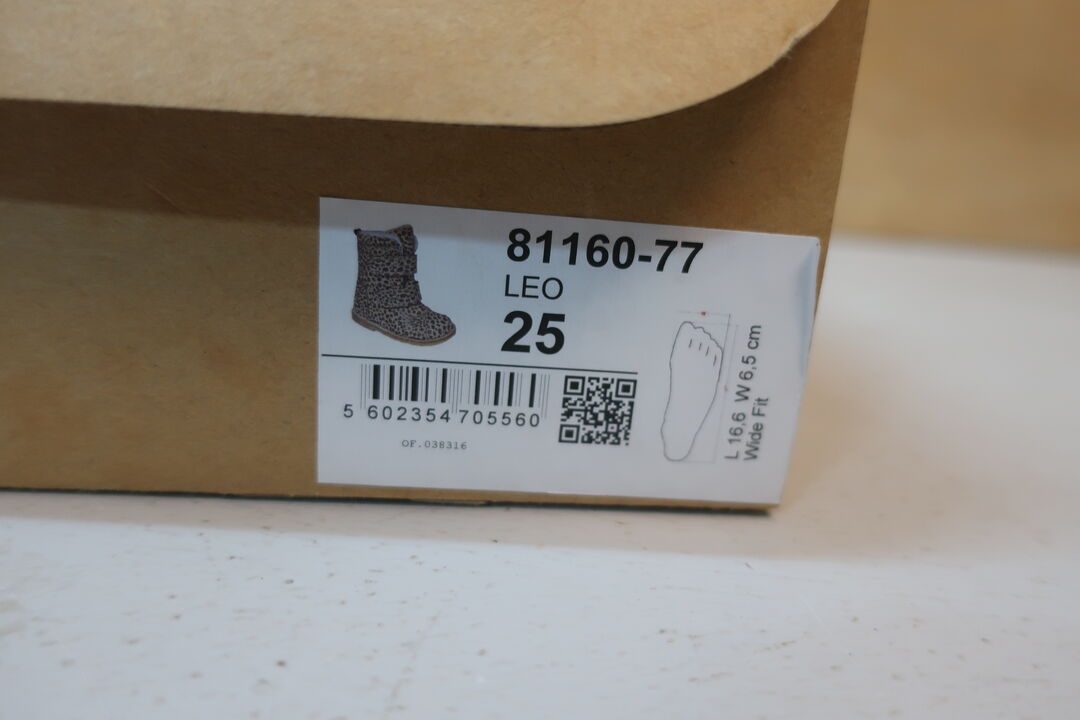 81160-77
LEO
25
5 602354 705560
OF.038316
L 16,6 W 6,5 cm
Wide Fit